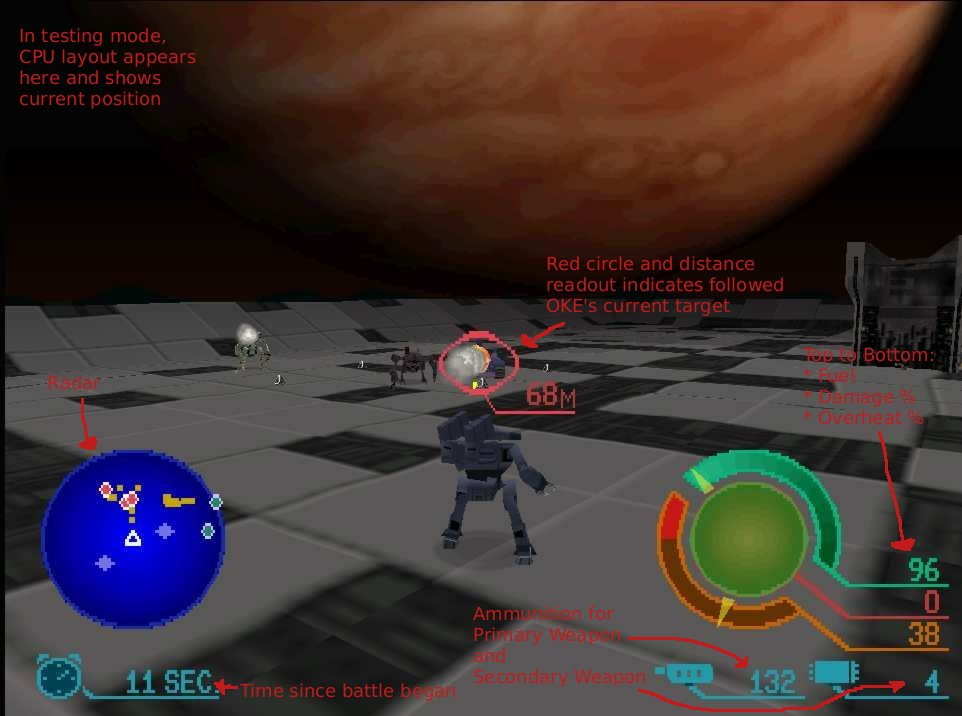 In testing mode,
CPU layout appears
here and shows
current position
Red circle and distance
readout indicates followed
OKE's current target
Top to Bottom:
* Fuel
* Damage %
* Overheat %
Radar
68M
96
0
38
Ammunition for
Primary Weapon
and
Secondary Weapon
11 SEC.
Time since battle began
132
4